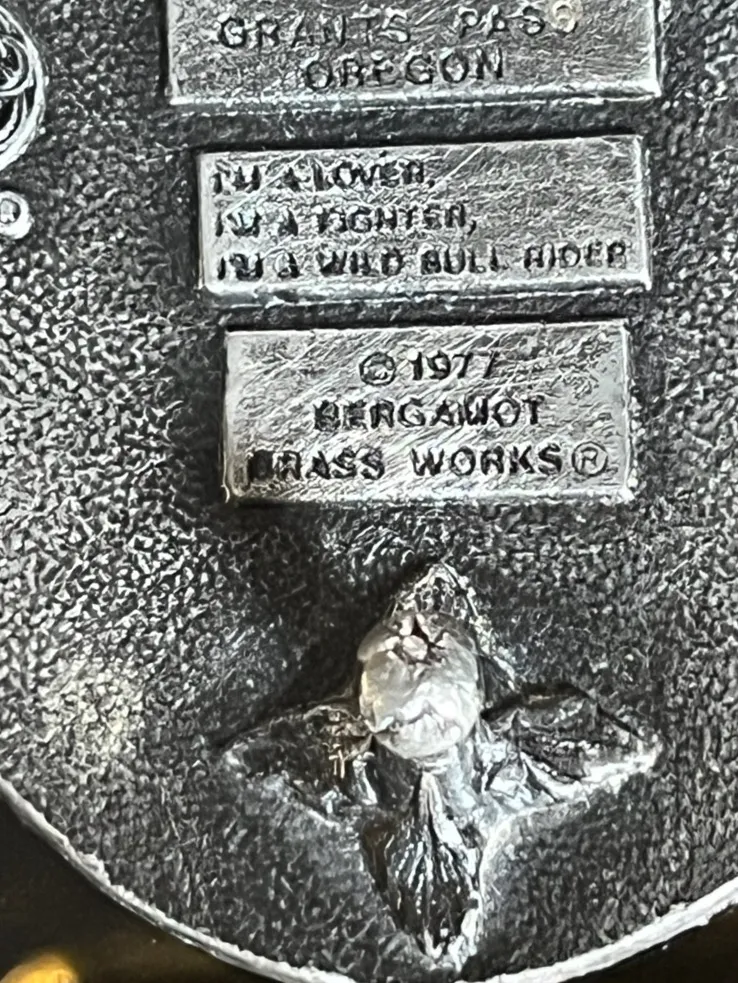 GRANTS PASS
OREGON
I'M A LOVER,
I'M A FIGHTER,
I'M A WILD BULL RIDER
© 1977
BERGAMOT
BRASS WORKS®